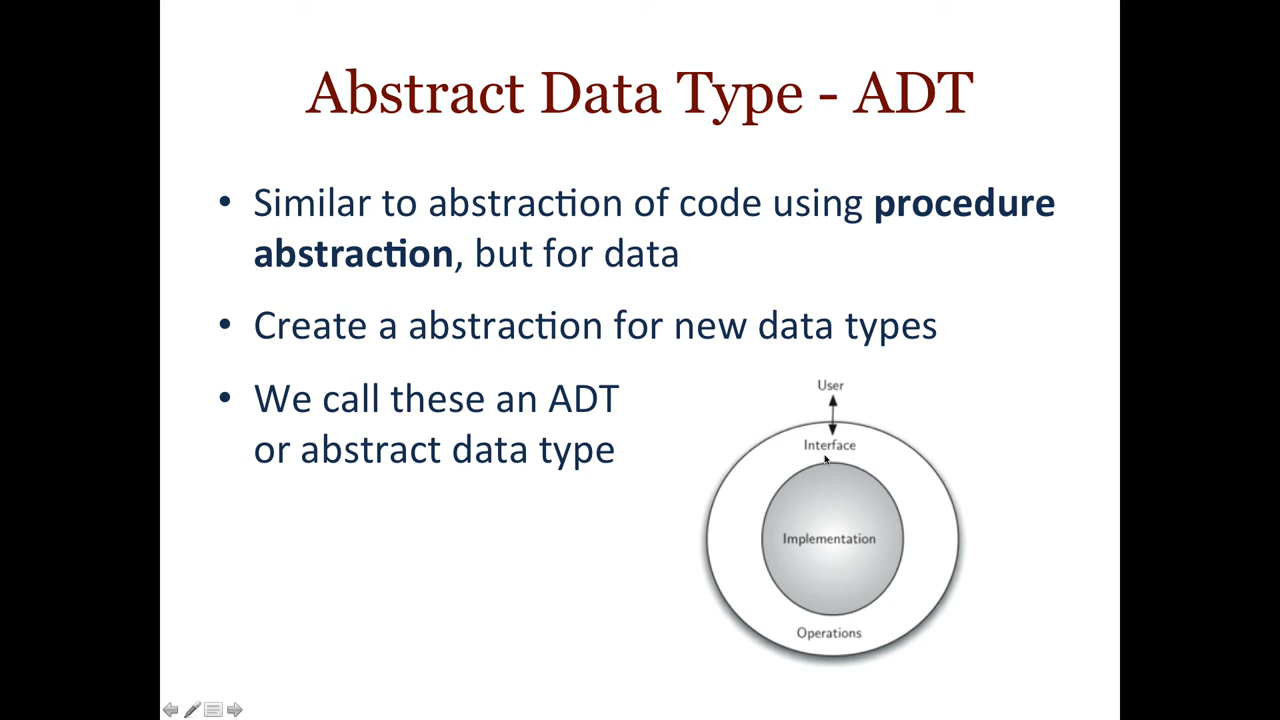 Abstract Data Type - ADT
• Similar to abstraction of code using procedure
abstraction, but for data
• Create a abstraction for new data types
• We call these an ADT
or abstract data type
User
Interface
Implementation
Operations